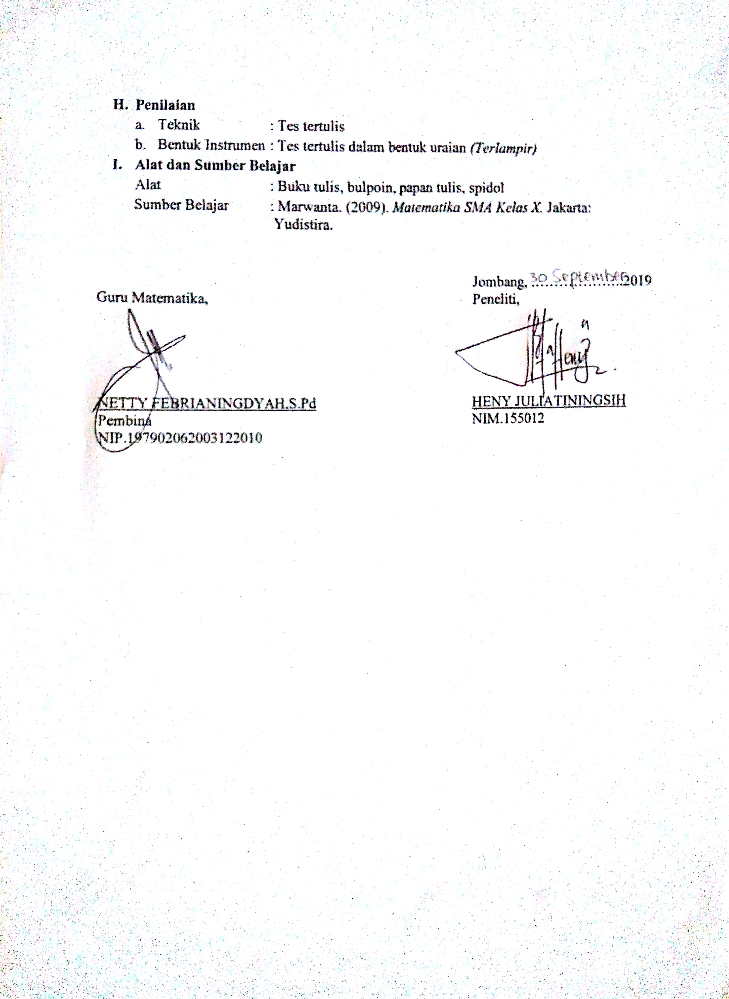 H. Penilaian
a. Teknik : Tes tertulis
b. Bentuk Instrumen : Tes tertulis dalam bentuk uraian (Terlampir)
I. Alat dan Sumber Belajar
Alat : Buku tulis, bulpoin, papan tulis, spidol
Sumber Belajar : Marwanta. (2009). Matematika SMA Kelas X. Jakarta:
Yudistira.
Jombang, 30 September 2019
Guru Matematika,
Peneliti,
Heny
NETTY FEBRIANINGDYAH.S.Pd
HENY JULIATININGSIH
Pembina
NIM.155012
NIP.197902062003122010